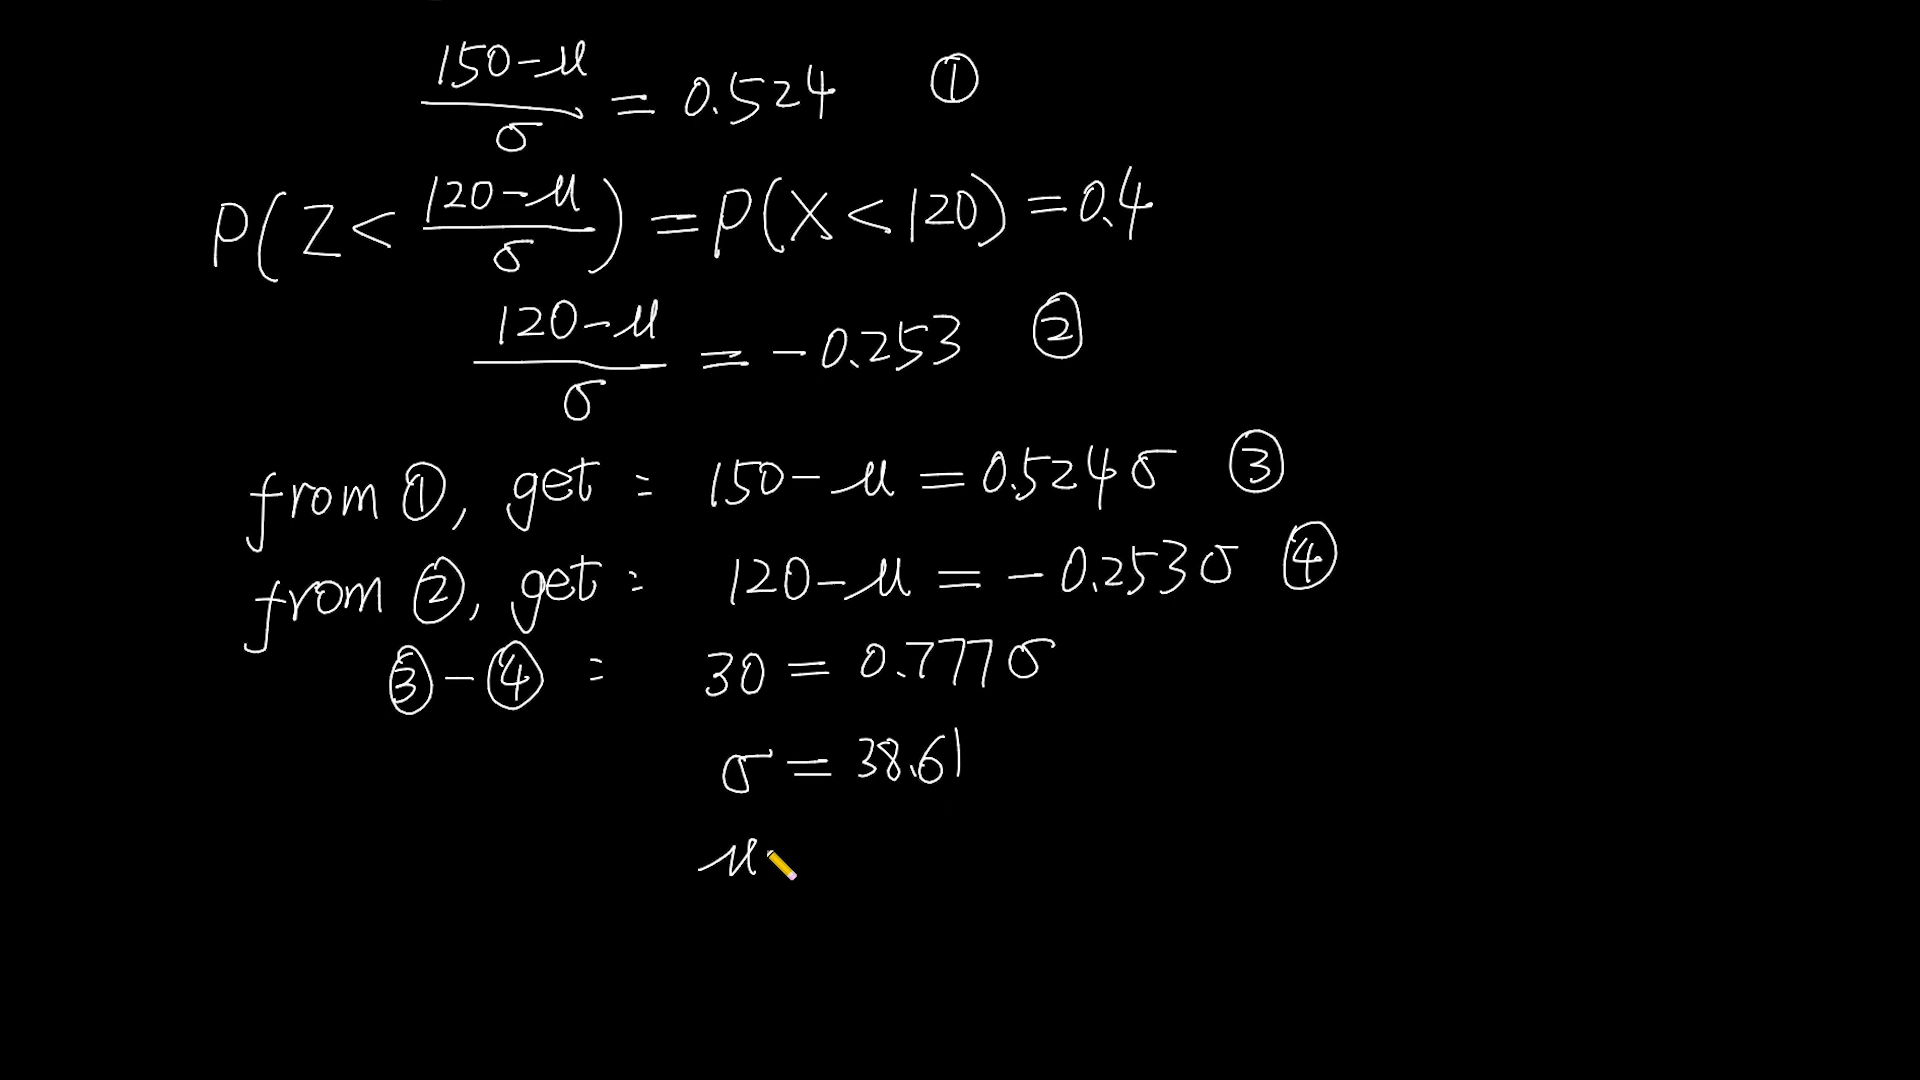 (150-μ)/σ = 0.524 ①
P(Z < (120-μ)/σ) = P(X < 120) = 0.4
(120-μ)/σ = -0.253 ②
from ①, get : 150-μ = 0.524σ ③
from ②, get : 120-μ = -0.253σ ④
③-④ : 30 = 0.777σ
σ = 38.61
μ